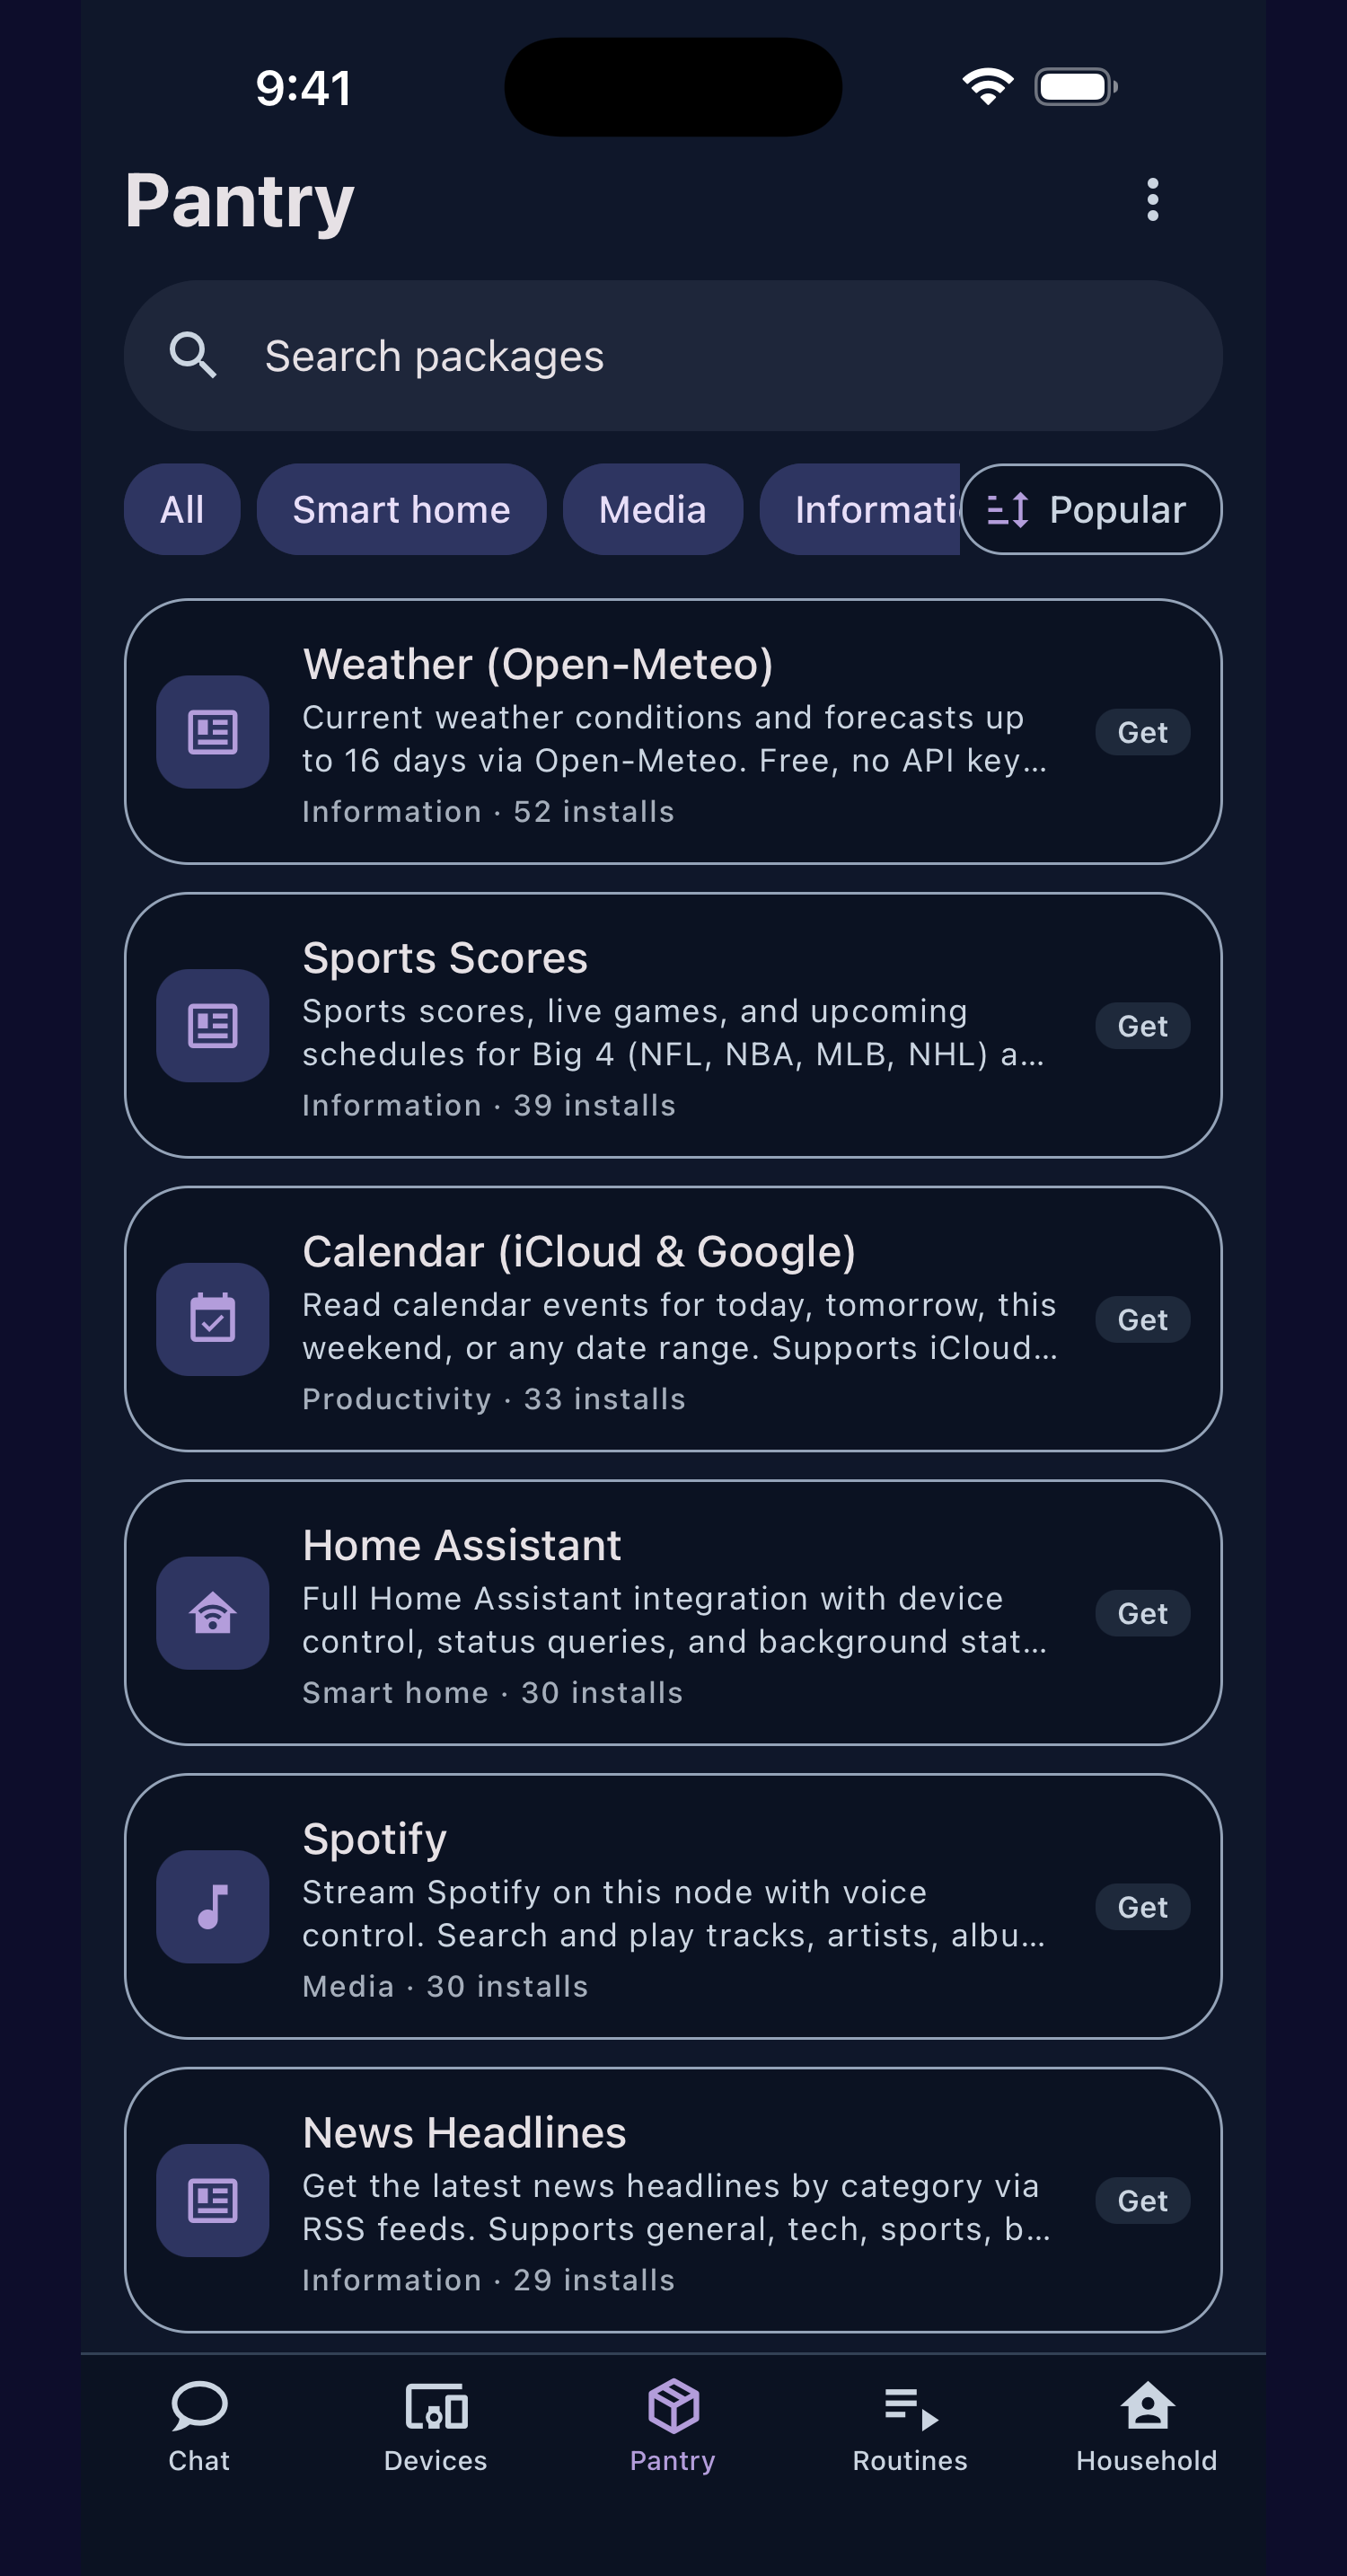 9:41
Pantry
Search packages
All
Smart home
Media
Informati
Popular
Weather (Open-Meteo)
Current weather conditions and forecasts up
to 16 days via Open-Meteo. Free, no API key…
Information · 52 installs
Get
Sports Scores
Sports scores, live games, and upcoming
schedules for Big 4 (NFL, NBA, MLB, NHL) a…
Information · 39 installs
Get
Calendar (iCloud & Google)
Read calendar events for today, tomorrow, this
weekend, or any date range. Supports iCloud…
Productivity · 33 installs
Get
Home Assistant
Full Home Assistant integration with device
control, status queries, and background stat…
Smart home · 30 installs
Get
Spotify
Stream Spotify on this node with voice
control. Search and play tracks, artists, albu…
Media · 30 installs
Get
News Headlines
Get the latest news headlines by category via
RSS feeds. Supports general, tech, sports, b…
Information · 29 installs
Get
Chat
Devices
Pantry
Routines
Household